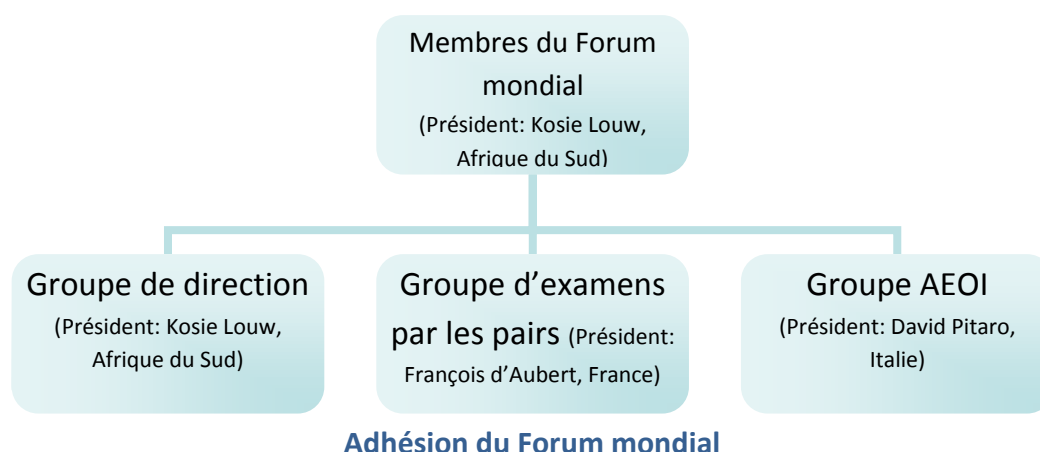 Membres du Forum
mondial
(Président: Kosie Louw,
Afrique du Sud)
Groupe de direction
(Président: Kosie Louw,
Afrique du Sud)
Groupe d’examens
par les pairs (Président:
François d’Aubert, France)
Groupe AEOI
(Président: David Pitaro,
Italie)
Adhésion du Forum mondial